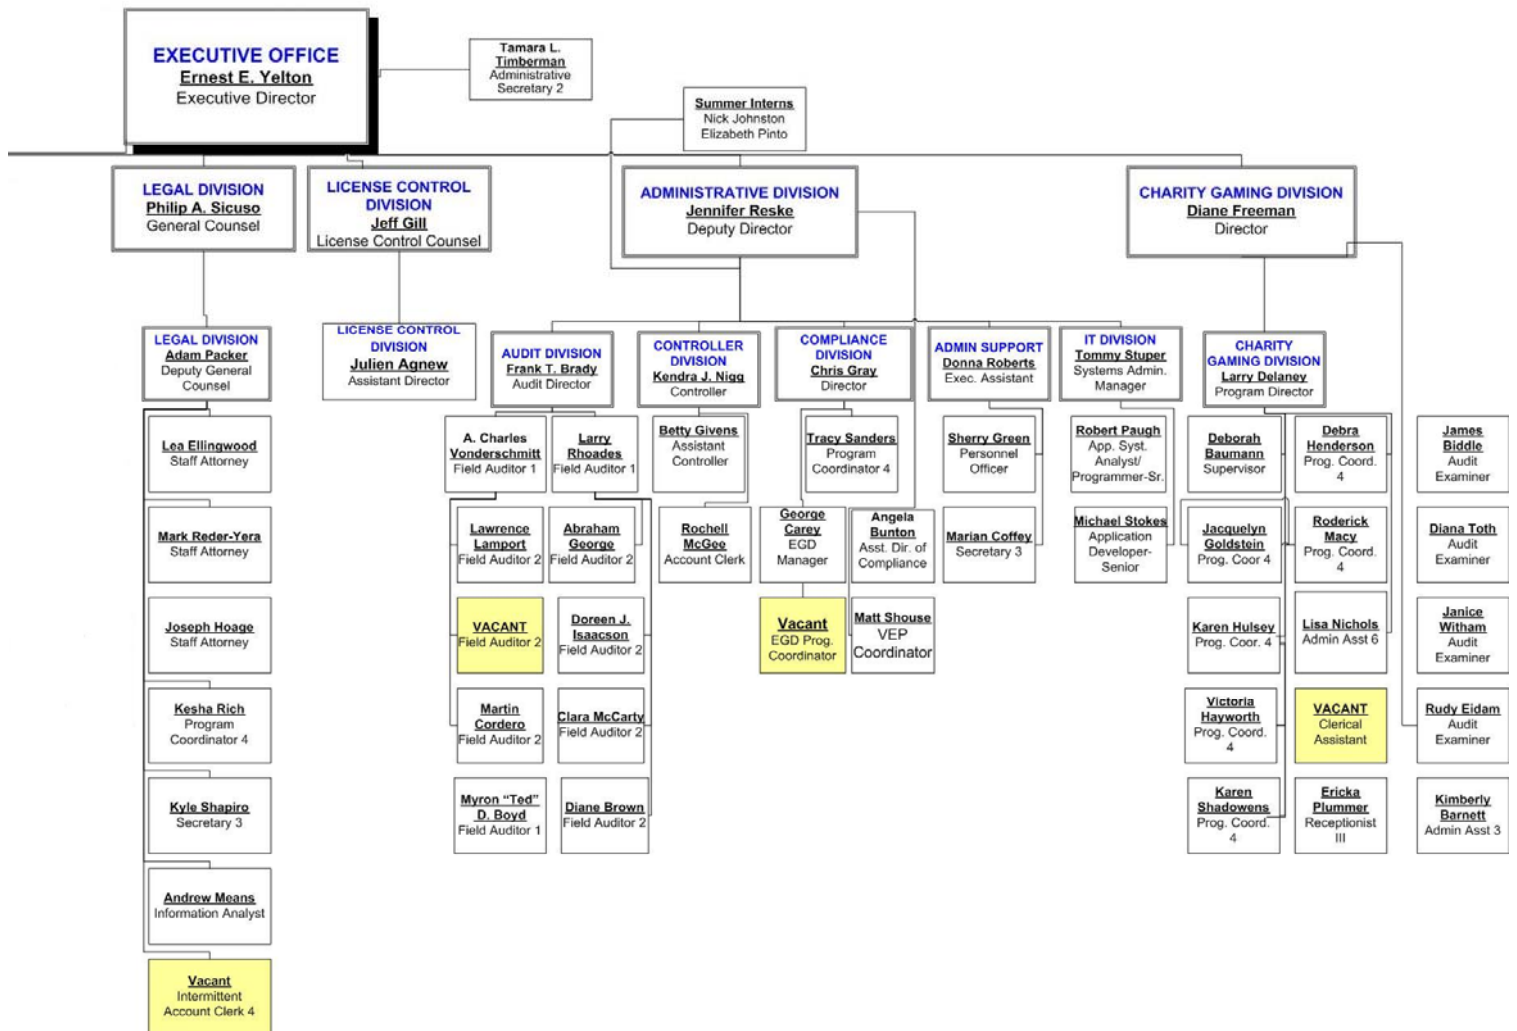 EXECUTIVE OFFICE
Ernest E. Yelton
Executive Director
Tamara L.
Timberman
Administrative
Secretary 2
Summer Interns
Nick Johnston
Elizabeth Pinto
LEGAL DIVISION
Philip A. Sicuso
General Counsel
LICENSE CONTROL
DIVISION
Jeff Gill
License Control Counsel
ADMINISTRATIVE DIVISION
Jennifer Reske
Deputy Director
CHARITY GAMING DIVISION
Diane Freeman
Director
LEGAL DIVISION
Adam Packer
Deputy General
Counsel
LICENSE CONTROL
DIVISION
Julien Agnew
Assistant Director
AUDIT DIVISION
Frank T. Brady
Audit Director
CONTROLLER
DIVISION
Kendra J. Nigg
Controller
COMPLIANCE
DIVISION
Chris Gray
Director
ADMIN SUPPORT
Donna Roberts
Exec. Assistant
IT DIVISION
Tommy Stuper
Systems Admin.
Manager
CHARITY
GAMING DIVISION
Larry Delaney
Program Director
Lea Ellingwood
Staff Attorney
A. Charles
Vonderschmitt
Field Auditor 1
Larry
Rhoades
Field Auditor 1
Betty Givens
Assistant
Controller
Tracy Sanders
Program
Coordinator 4
Sherry Green
Personnel
Officer
Robert Paugh
App. Syst.
Analyst/
Programmer-Sr.
Deborah
Baumann
Supervisor
Debra
Henderson
Prog. Coord.
4
James
Biddle
Audit
Examiner
Mark Reder-Yera
Staff Attorney
Lawrence
Lamport
Field Auditor 2
Abraham
George
Field Auditor 2
Rochell
McGee
Account Clerk
George
Carey
EGD
Manager
Angela
Bunton
Asst. Dir. of
Compliance
Marian Coffey
Secretary 3
Michael Stokes
Application
Developer-
Senior
Jacquelyn
Goldstein
Prog. Coor 4
Roderick
Macy
Prog. Coord.
4
Diana Toth
Audit
Examiner
Joseph Hoage
Staff Attorney
VACANT
Field Auditor 2
Doreen J.
Isaacson
Field Auditor 2
Vacant
EGD Prog.
Coordinator
Matt Shouse
VEP
Coordinator
Karen Hulsey
Prog. Coor. 4
Lisa Nichols
Admin Asst 6
Janice
Witham
Audit
Examiner
Kesha Rich
Program
Coordinator 4
Martin
Cordero
Field Auditor 2
Clara McCarty
Field Auditor 2
Victoria
Hayworth
Prog. Coord.
4
VACANT
Clerical
Assistant
Rudy Eidam
Audit
Examiner
Kyle Shapiro
Secretary 3
Myron “Ted”
D. Boyd
Field Auditor 1
Diane Brown
Field Auditor 2
Karen
Shadowens
Prog. Coord.
4
Ericka
Plummer
Receptionist
III
Kimberly
Barnett
Admin Asst 3
Andrew Means
Information Analyst
Vacant
Intermittent
Account Clerk 4